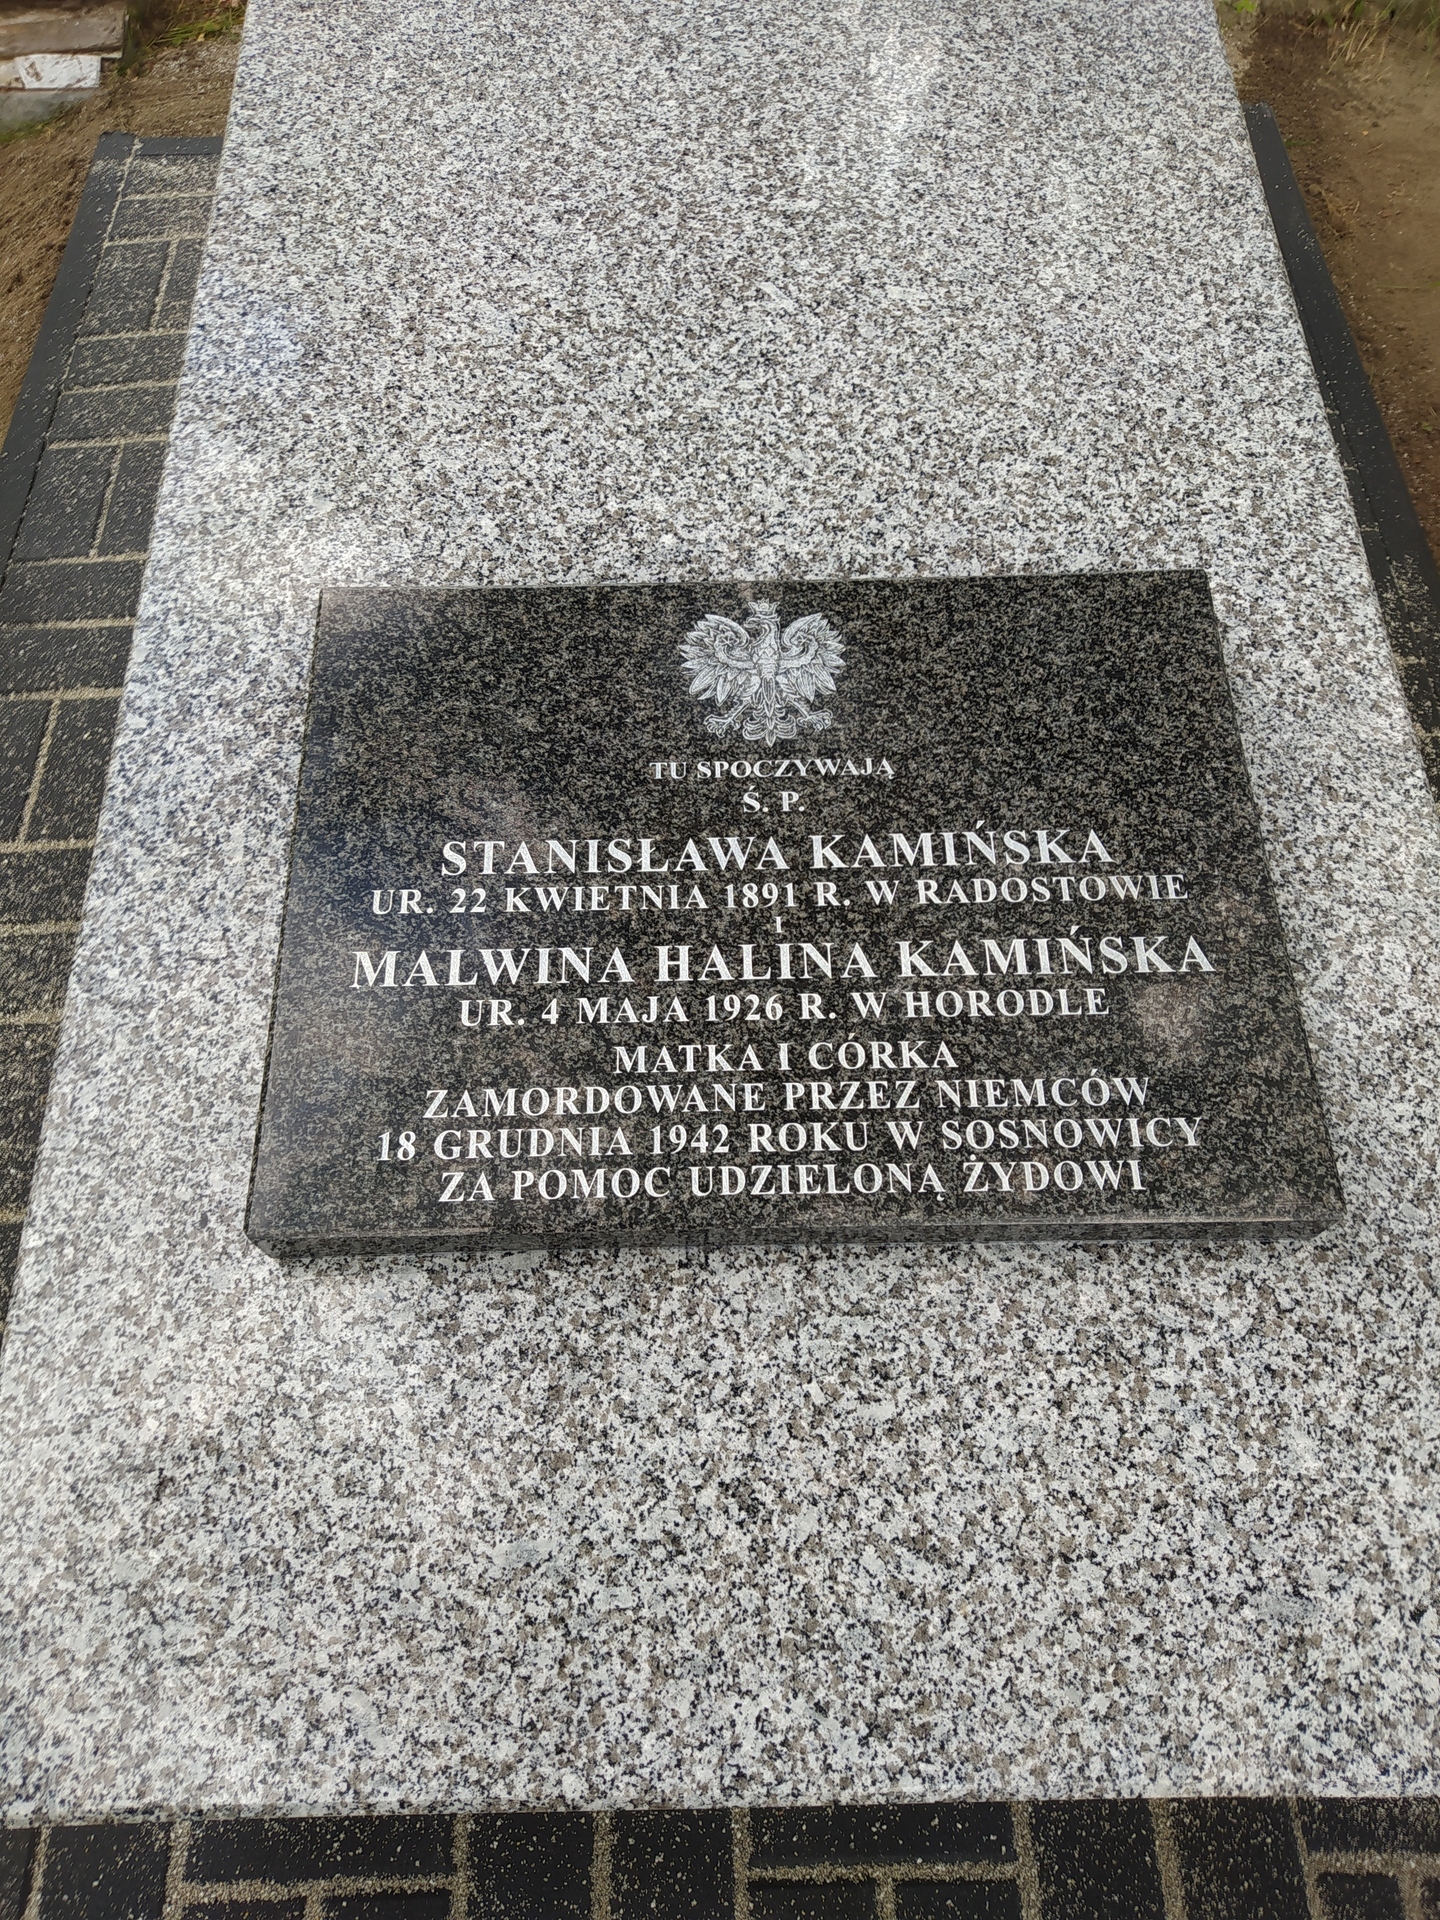 TU SPOCZYWAJĄ
Ś. P.
STANISŁAWA KAMIŃSKA
UR. 22 KWIETNIA 1891 R. W RADOSTOWIE
I
MALWINA HALINA KAMIŃSKA
UR. 4 MAJA 1926 R. W HORODLE
MATKA I CÓRKA
ZAMORDOWANE PRZEZ NIEMCÓW
18 GRUDNIA 1942 ROKU W SOSNOWICY
ZA POMOC UDZIELONĄ ŻYDOWI